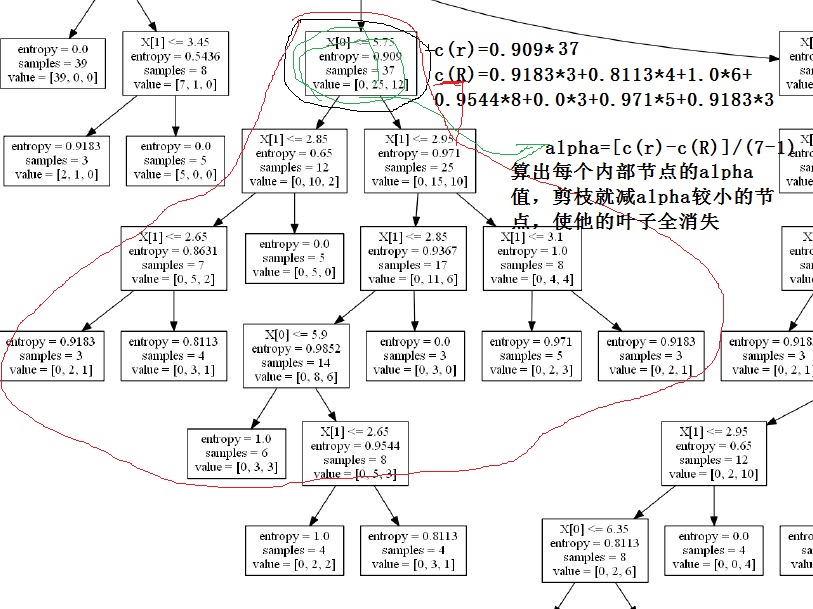 entropy = 0.0
samples = 39
value = [39, 0, 0]
X[1] <= 3.45
entropy = 0.5436
samples = 8
value = [7, 1, 0]
X[0] <= 5.75
entropy = 0.909
samples = 37
value = [0, 25, 12]
c(r)=0.909*37
c(R)=0.9183*3+0.8113*4+1.0*6+
0.9544*8+0.0*3+0.971*5+0.9183*3
entropy = 0.9183
samples = 3
value = [2, 1, 0]
entropy = 0.0
samples = 5
value = [5, 0, 0]
X[1] <= 2.85
entropy = 0.65
samples = 12
value = [0, 10, 2]
X[1] <= 2.95
entropy = 0.971
samples = 25
value = [0, 15, 10]
alpha=[c(r)-c(R)]/(7-1)
算出每个内部节点的alpha
值，剪枝就减alpha较小的节
点，使他的叶子全消失
X[1] <= 2.65
entropy = 0.8631
samples = 7
value = [0, 5, 2]
entropy = 0.0
samples = 5
value = [0, 5, 0]
X[1] <= 2.85
entropy = 0.9367
samples = 17
value = [0, 11, 6]
X[1] <= 3.1
entropy = 1.0
samples = 8
value = [0, 4, 4]
entropy = 0.9183
samples = 3
value = [0, 2, 1]
entropy = 0.8113
samples = 4
value = [0, 3, 1]
X[0] <= 5.9
entropy = 0.9852
samples = 14
value = [0, 8, 6]
entropy = 0.0
samples = 3
value = [0, 3, 0]
entropy = 0.971
samples = 5
value = [0, 2, 3]
entropy = 0.9183
samples = 3
value = [0, 2, 1]
entropy = 0.918
samples = 3
value = [0, 2, 1
entropy = 1.0
samples = 6
value = [0, 3, 3]
X[1] <= 2.65
entropy = 0.9544
samples = 8
value = [0, 5, 3]
X[1] <= 2.95
entropy = 0.65
samples = 12
value = [0, 2, 10]
entropy = 1.0
samples = 4
value = [0, 2, 2]
entropy = 0.8113
samples = 4
value = [0, 3, 1]
X[0] <= 6.35
entropy = 0.8113
samples = 8
value = [0, 2, 6]
entropy = 0.0
samples = 4
value = [0, 0, 4]